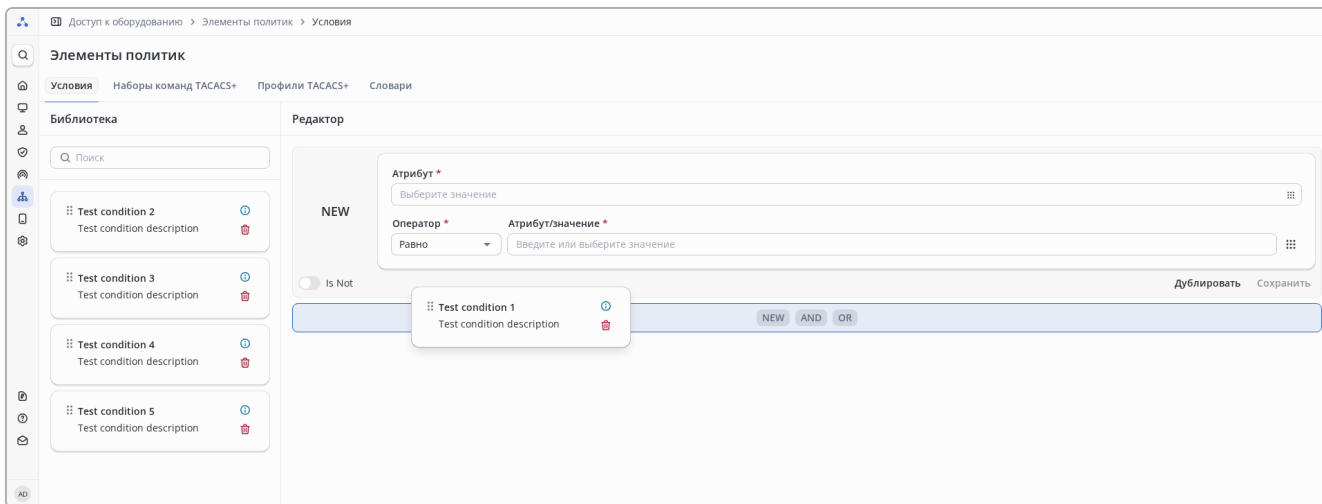 Доступ к оборудованию > Элементы политик > Условия
Элементы политик
Условия Наборы команд TACACS+ Профили TACACS+ Словари
Библиотека
Поиск
Test condition 2
Test condition description
Test condition 3
Test condition description
Test condition 4
Test condition description
Test condition 5
Test condition description
Редактор
NEW
Атрибут *
Выберите значение
Оператор * Атрибут/значение *
Равно Введите или выберите значение
Is Not
Дублировать Сохранить
Test condition 1
Test condition description
NEW AND OR
AD